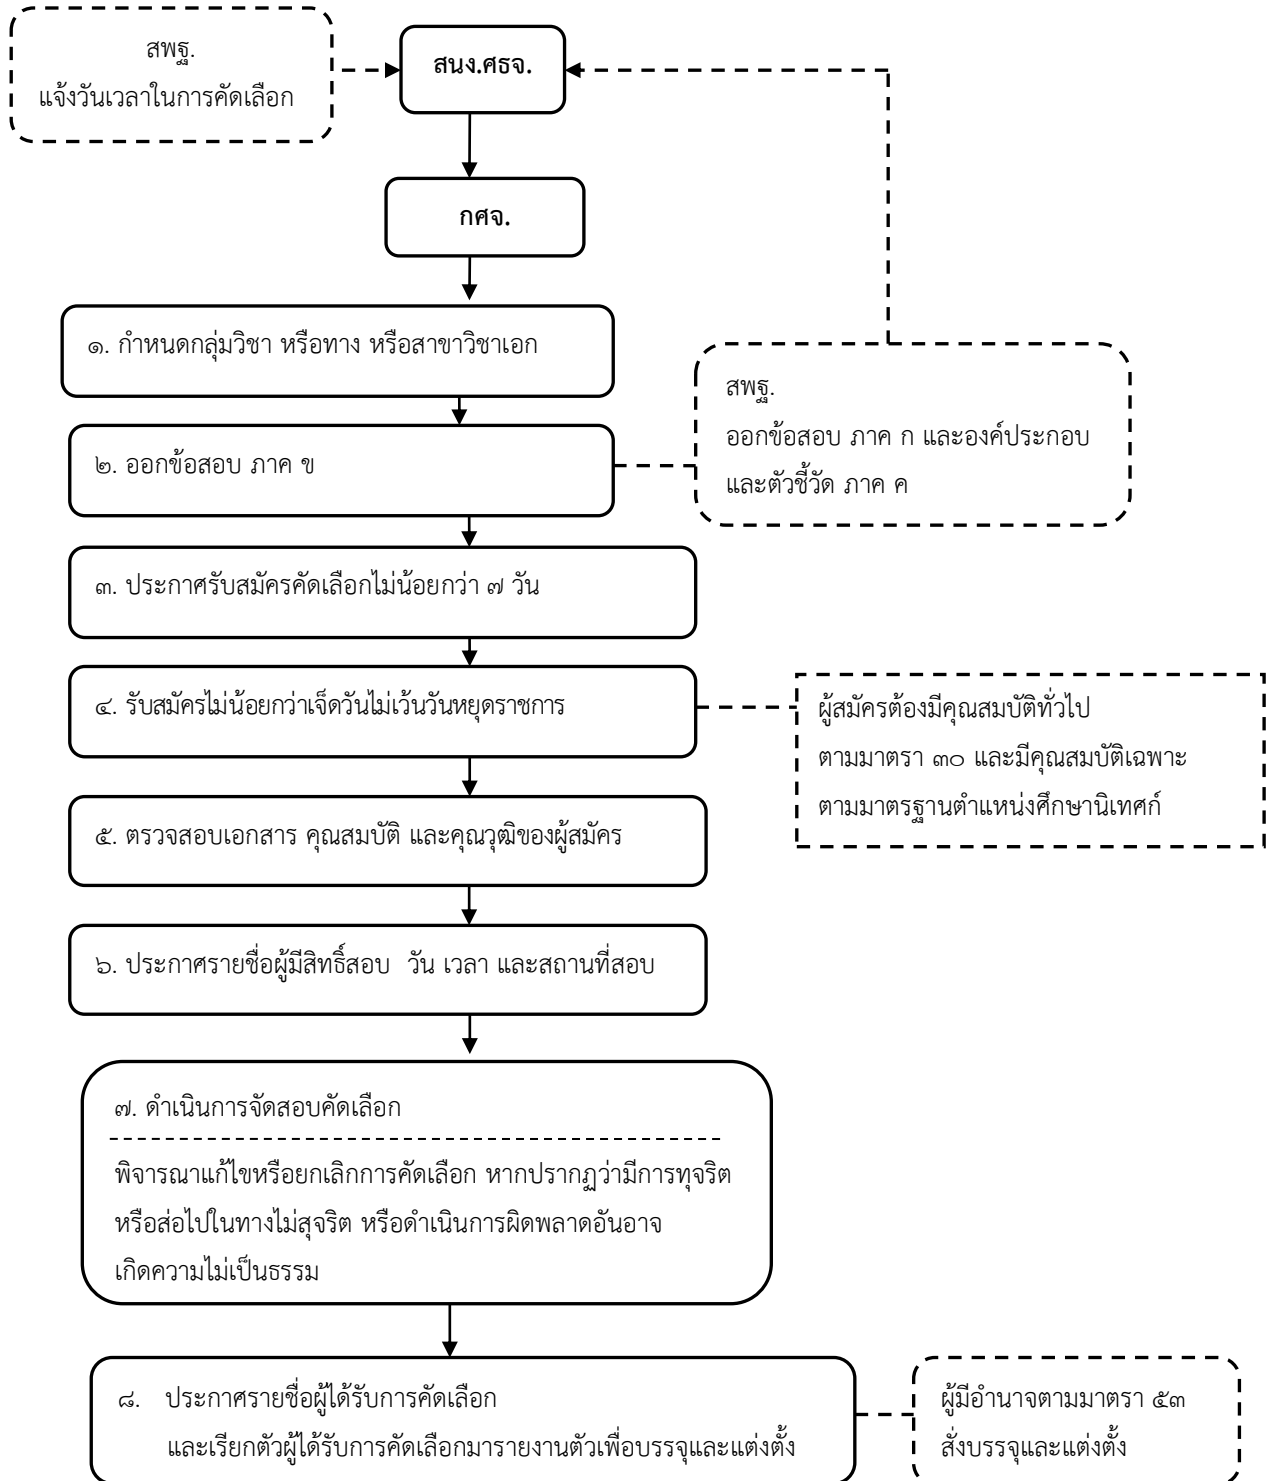 สพฐ.
แจ้งวันเวลาในการคัดเลือก
สนง.ศธจ.
กศจ.
๑. กำหนดกลุ่มวิชา หรือทาง หรือสาขาวิชาเอก
สพฐ.
ออกข้อสอบ ภาค ก และองค์ประกอบ
และตัวชี้วัด ภาค ค
๒. ออกข้อสอบ ภาค ข
๓. ประกาศรับสมัครคัดเลือกไม่น้อยกว่า ๗ วัน
๔. รับสมัครไม่น้อยกว่าเจ็ดวันไม่เว้นวันหยุดราชการ
ผู้สมัครต้องมีคุณสมบัติทั่วไป
ตามมาตรา ๓๐ และมีคุณสมบัติเฉพาะ
ตามมาตรฐานตำแหน่งศึกษานิเทศก์
๕. ตรวจสอบเอกสาร คุณสมบัติ และคุณวุฒิของผู้สมัคร
๖. ประกาศรายชื่อผู้มีสิทธิ์สอบ วัน เวลา และสถานที่สอบ
๗. ดำเนินการจัดสอบคัดเลือก
พิจารณาแก้ไขหรือยกเลิกการคัดเลือก หากปรากฏว่ามีการทุจริต
หรือส่อไปในทางไม่สุจริต หรือดำเนินการผิดพลาดอันอาจ
เกิดความไม่เป็นธรรม
๘. ประกาศรายชื่อผู้ได้รับการคัดเลือก
และเรียกตัวผู้ได้รับการคัดเลือกมารายงานตัวเพื่อบรรจุและแต่งตั้ง
ผู้มีอำนาจตามมาตรา ๕๓
สั่งบรรจุและแต่งตั้ง